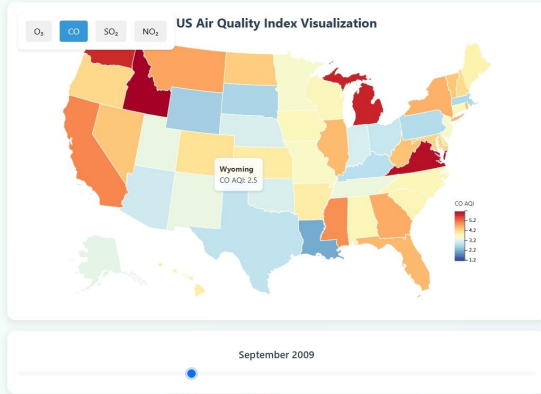 O₃ CO SO₂ NO₂
US Air Quality Index Visualization
Wyoming
CO AQI: 2.5
CO AQI
5.2
4.2
3.2
2.2
1.2
September 2009